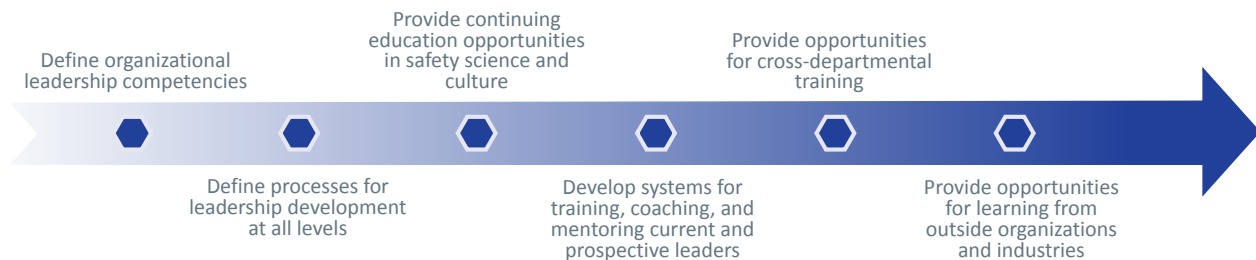 Define organizational
leadership competencies
Define processes for
leadership development
at all levels
Provide continuing
education opportunities
in safety science and
culture
Develop systems for
training, coaching, and
mentoring current and
prospective leaders
Provide opportunities
for cross-departmental
training
Provide opportunities
for learning from
outside organizations
and industries